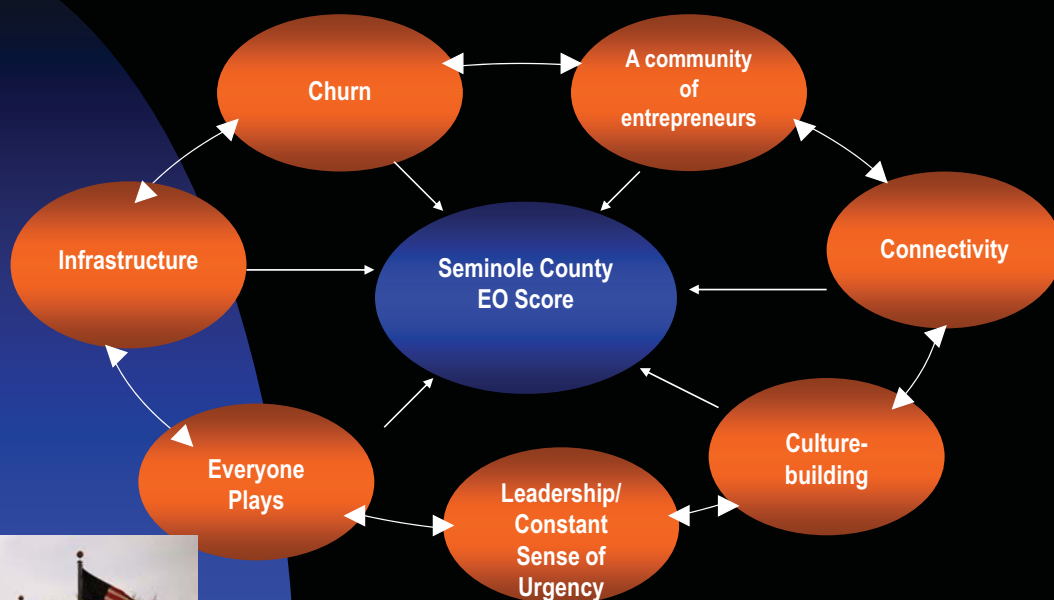 Churn
A community
of
entrepreneurs
Infrastructure
Seminole County
EO Score
Connectivity
Everyone
Plays
Leadership/
Constant
Sense of
Urgency
Culture-
building